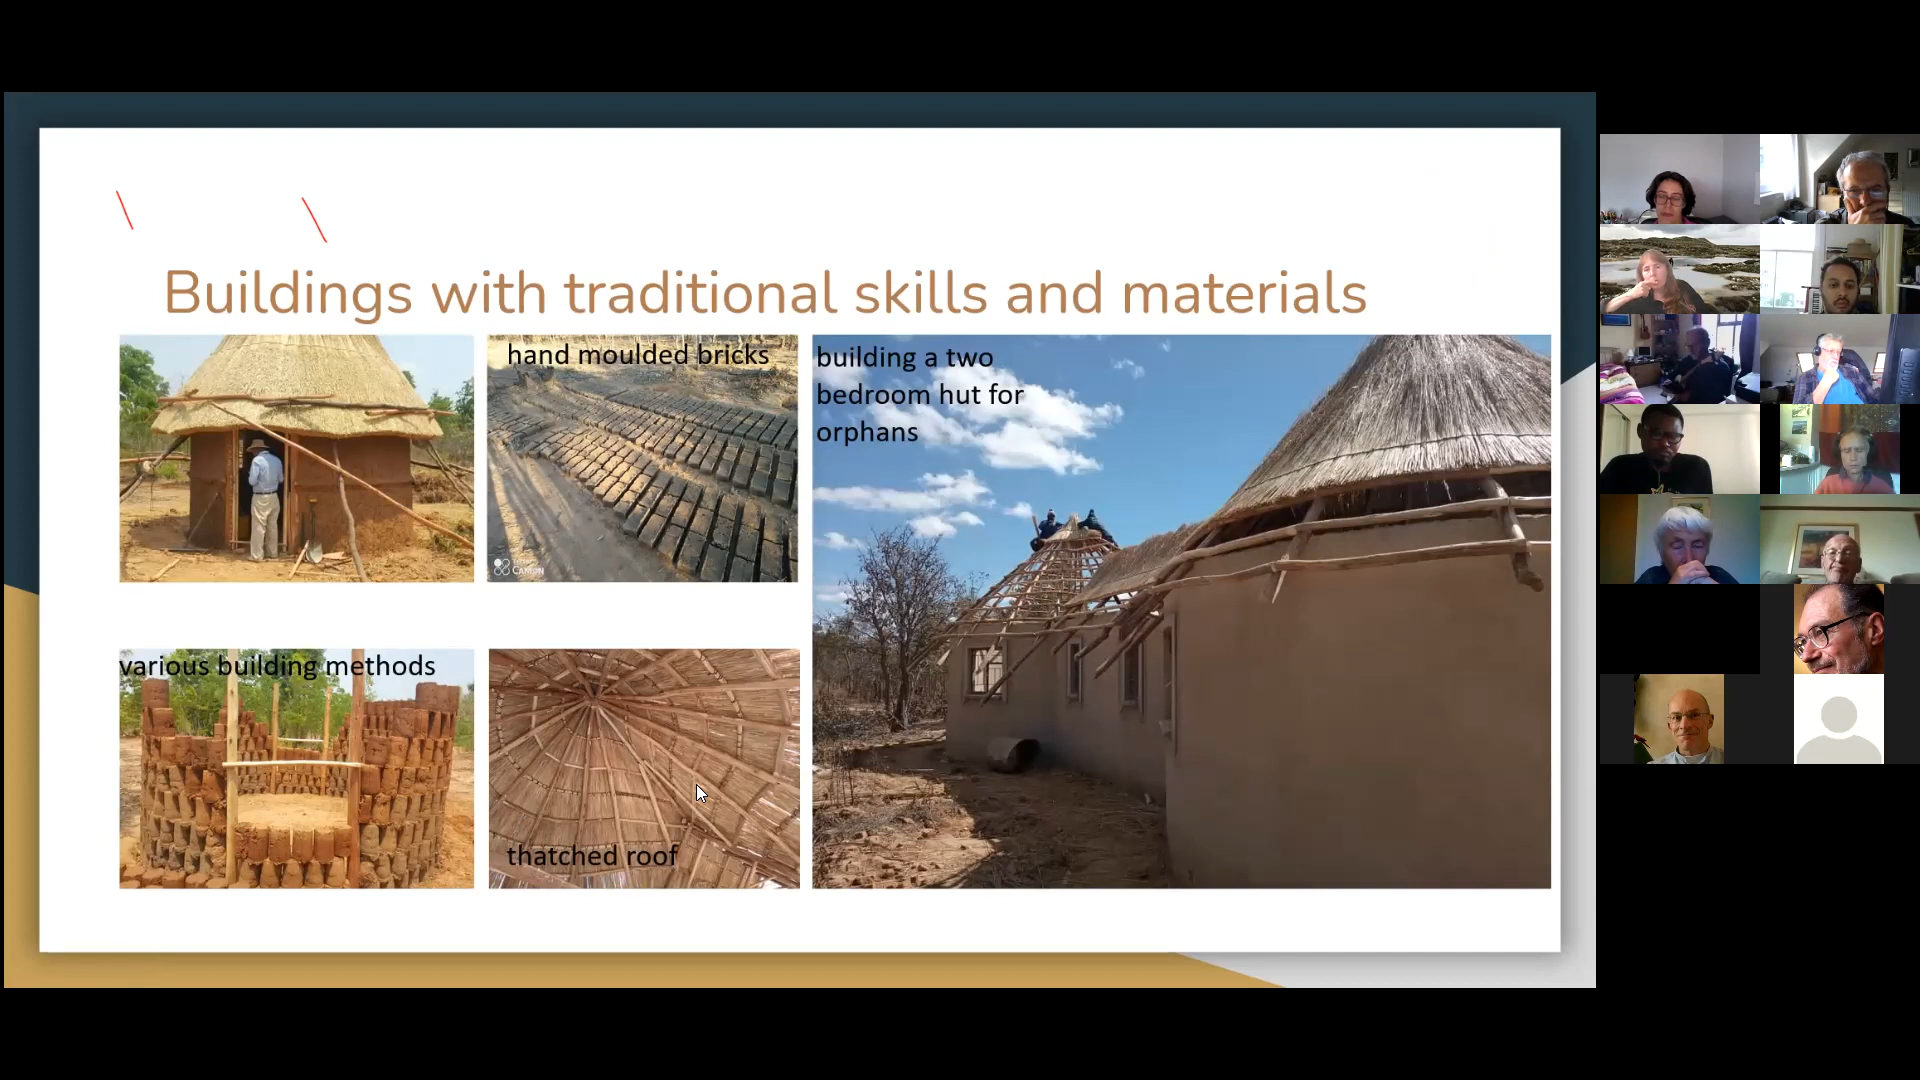 Buildings with traditional skills and materials
hand moulded bricks
building a two
bedroom hut for
orphans
various building methods
thatched roof